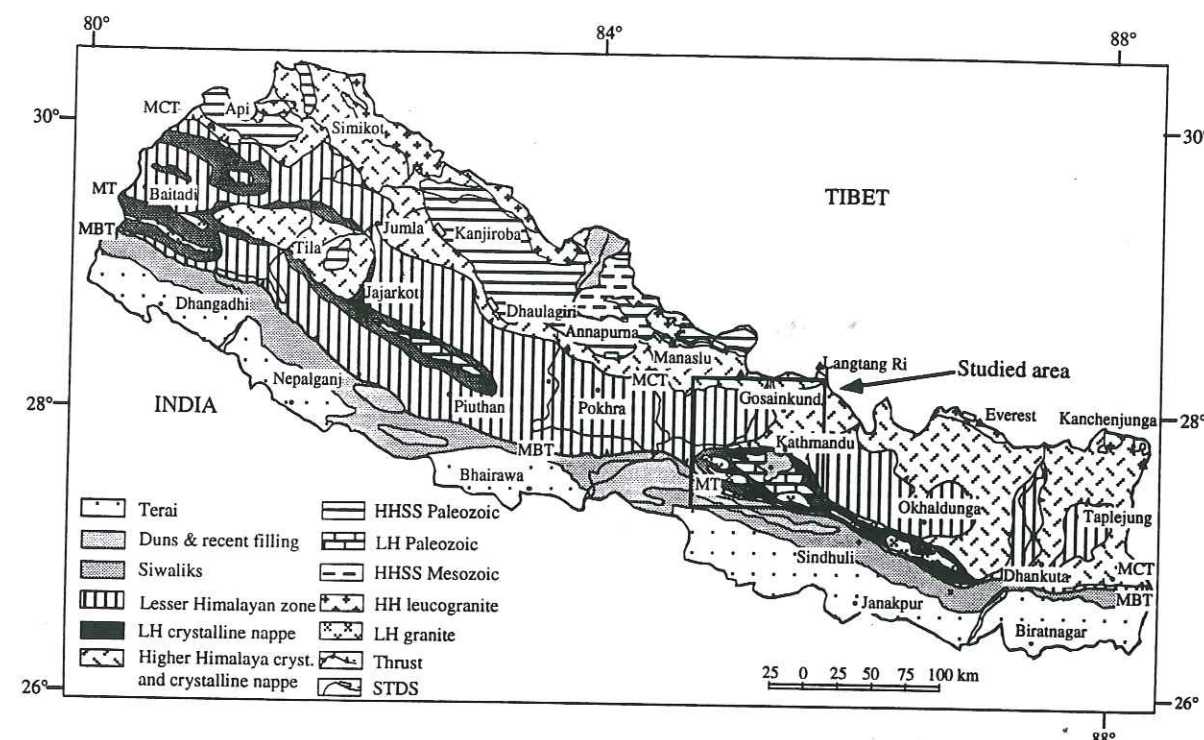 80°
84°
88°
30°
30°
MCT
Api
Simikot
TIBET
MT
Baitadi
MBT
Tila
Jumla
Kanjiroba
Dhangadhi
Jajarkot
Dhaulagiri
Annapurna
Manaslu
Langtang Ri
Studied area
Nepalganj
MCT
Gosainkund
28°
INDIA
Piuthan
Pokhra
Everest
Kanchenjunga
28°
Kathmandu
MBT
Bhairawa
MT
Okhaldunga
Taplejung
Sindhuli
Dhankuta
MCT
MBT
Janakpur
Biratnagar
Terai
Duns & recent filling
Siwaliks
Lesser Himalayan zone
LH crystalline nappe
Higher Himalaya cryst.
and crystalline nappe
HHSS Paleozoic
LH Paleozoic
HHSS Mesozoic
HH leucogranite
LH granite
Thrust
STDS
25 0 25 50 75 100 km
26°
26°
88°